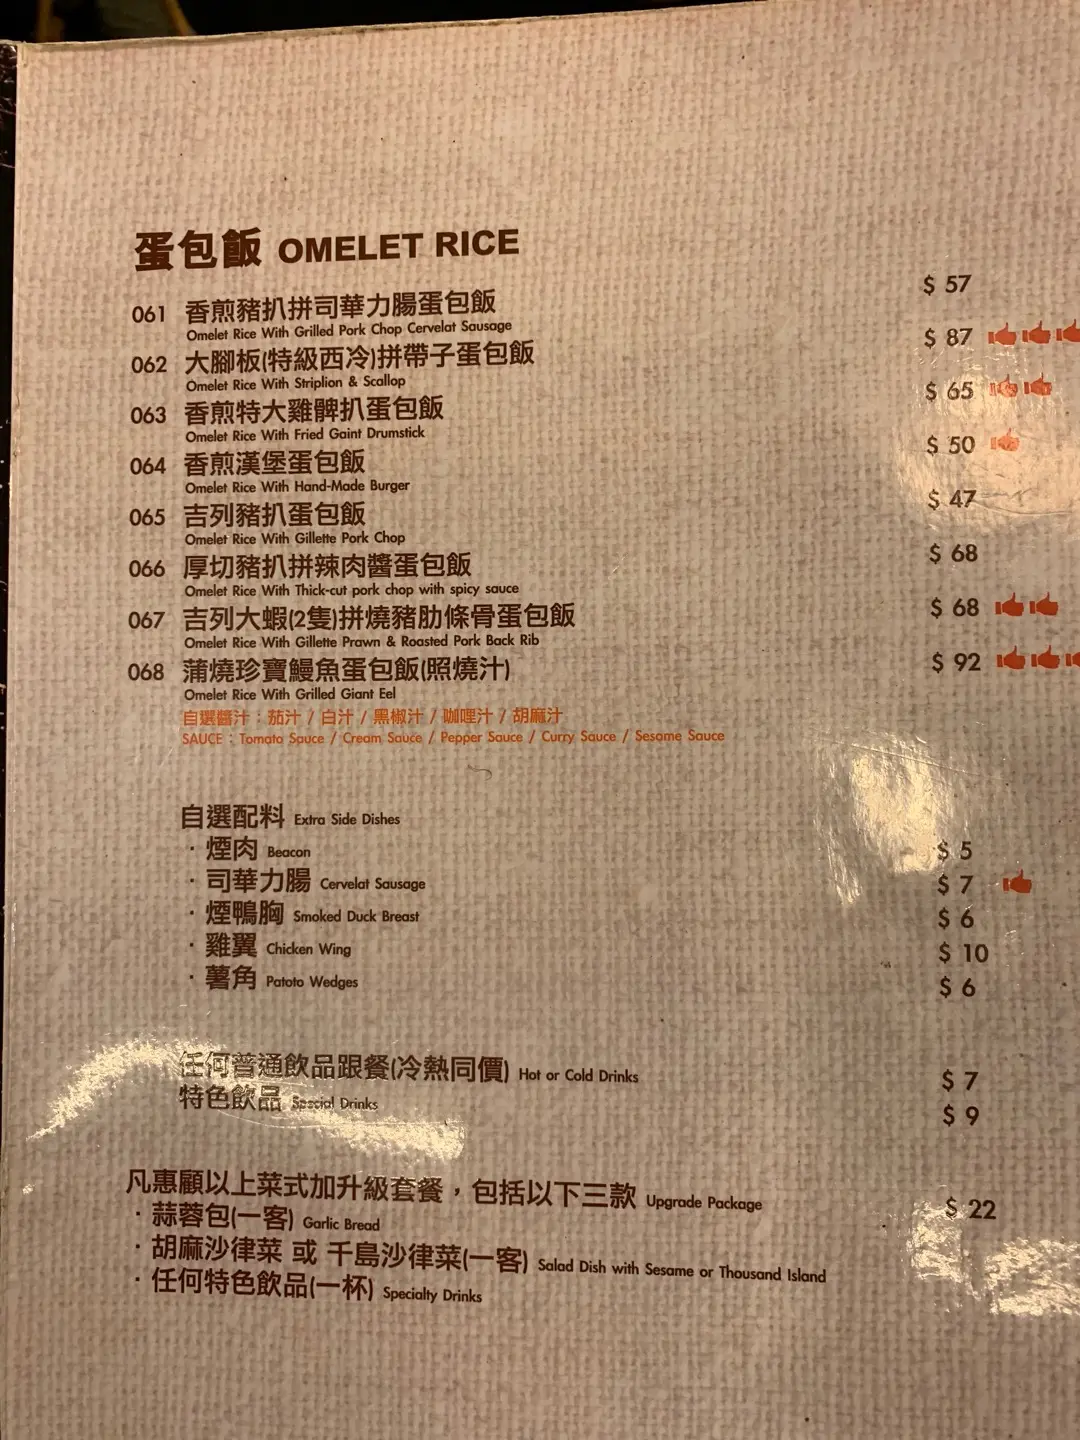 蛋包飯 OMELET RICE
061 香煎豬扒拼司華力腸蛋包飯 $ 57
Omelet Rice With Grilled Pork Chop Cervelat Sausage
062 大腳板(特級西冷)拼帶子蛋包飯 $ 87
Omelet Rice With Striplion & Scallop
063 香煎特大雞髀扒蛋包飯 $ 65
Omelet Rice With Fried Gaint Drumstick
064 香煎漢堡蛋包飯 $ 50
Omelet Rice With Hand-Made Burger
065 吉列豬扒蛋包飯 $ 47
Omelet Rice With Gillette Pork Chop
066 厚切豬扒拼辣肉醬蛋包飯 $ 68
Omelet Rice With Thick-cut pork chop with spicy sauce
067 吉列大蝦(2隻)拼燒豬肋條骨蛋包飯 $ 68
Omelet Rice With Gillette Prawn & Roasted Pork Back Rib
068 蒲燒珍寶鰻魚蛋包飯(照燒汁) $ 92
Omelet Rice With Grilled Giant Eel
自選醬汁：茄汁 / 白汁 / 黑椒汁 / 咖喱汁 / 胡麻汁
SAUCE : Tomato Sauce / Cream Sauce / Pepper Sauce / Curry Sauce / Sesame Sauce
自選配料 Extra Side Dishes
· 煙肉 Beacon $ 5
· 司華力腸 Cervelat Sausage $ 7
· 煙鴨胸 Smoked Duck Breast $ 6
· 雞翼 Chicken Wing $ 10
· 薯角 Patoto Wedges $ 6
任何普通飲品跟餐(冷熱同價) Hot or Cold Drinks $ 7
特色飲品 Special Drinks $ 9
凡惠顧以上菜式加升級套餐，包括以下三款 Upgrade Package $ 22
· 蒜蓉包(一客) Garlic Bread
· 胡麻沙律菜 或 千島沙律菜(一客) Salad Dish with Sesame or Thousand Island
· 任何特色飲品(一杯) Specialty Drinks